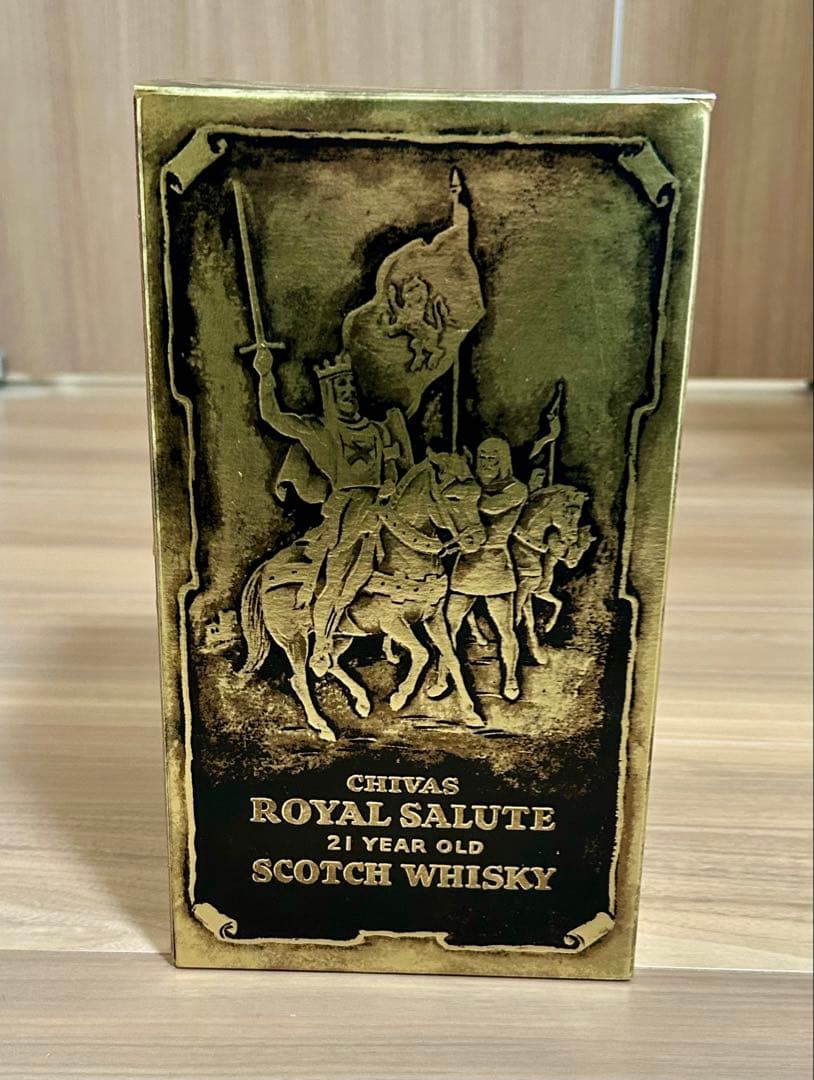 CHIVAS
ROYAL SALUTE
21 YEAR OLD
SCOTCH WHISKY